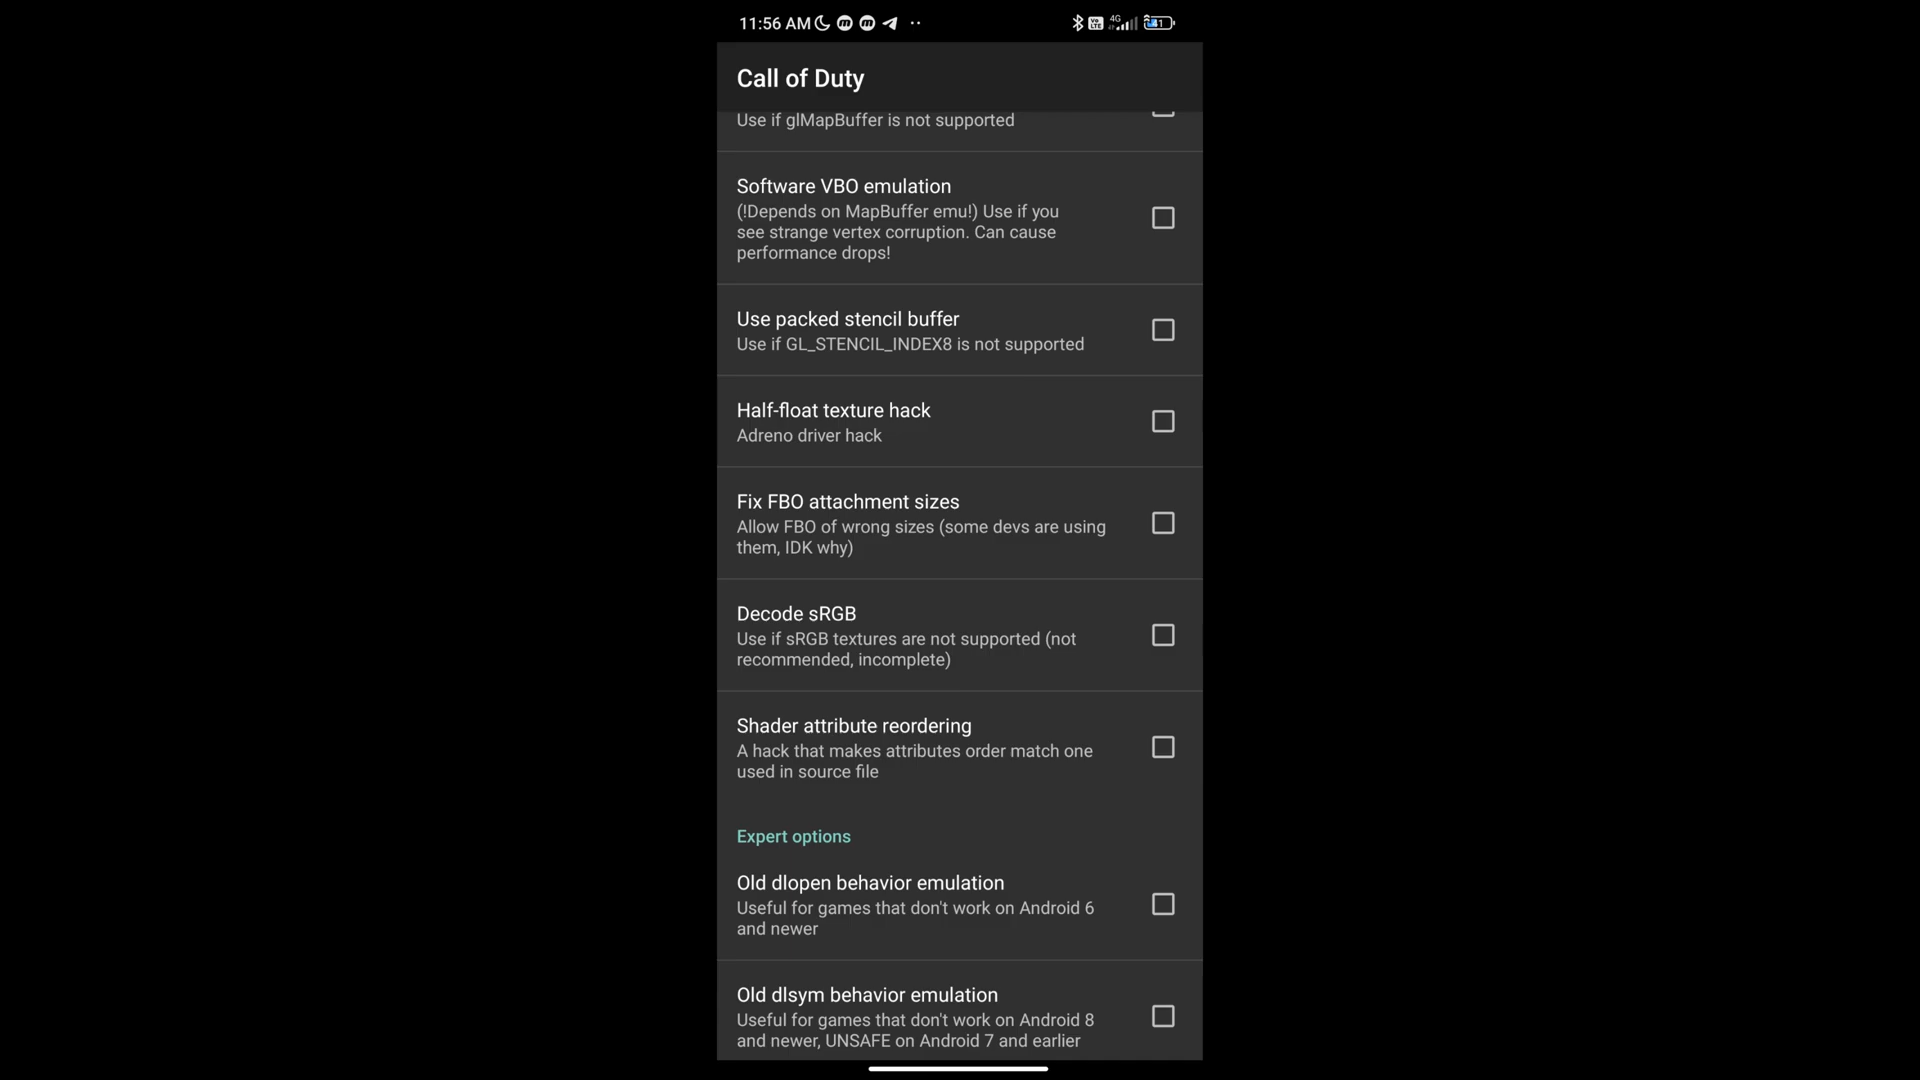 11:56 AM
4G
41
Call of Duty
Use if glMapBuffer is not supported
Software VBO emulation
(!Depends on MapBuffer emu!) Use if you
see strange vertex corruption. Can cause
performance drops!
Use packed stencil buffer
Use if GL_STENCIL_INDEX8 is not supported
Half-float texture hack
Adreno driver hack
Fix FBO attachment sizes
Allow FBO of wrong sizes (some devs are using
them, IDK why)
Decode sRGB
Use if sRGB textures are not supported (not
recommended, incomplete)
Shader attribute reordering
A hack that makes attributes order match one
used in source file
Expert options
Old dlopen behavior emulation
Useful for games that don't work on Android 6
and newer
Old dlsym behavior emulation
Useful for games that don't work on Android 8
and newer, UNSAFE on Android 7 and earlier